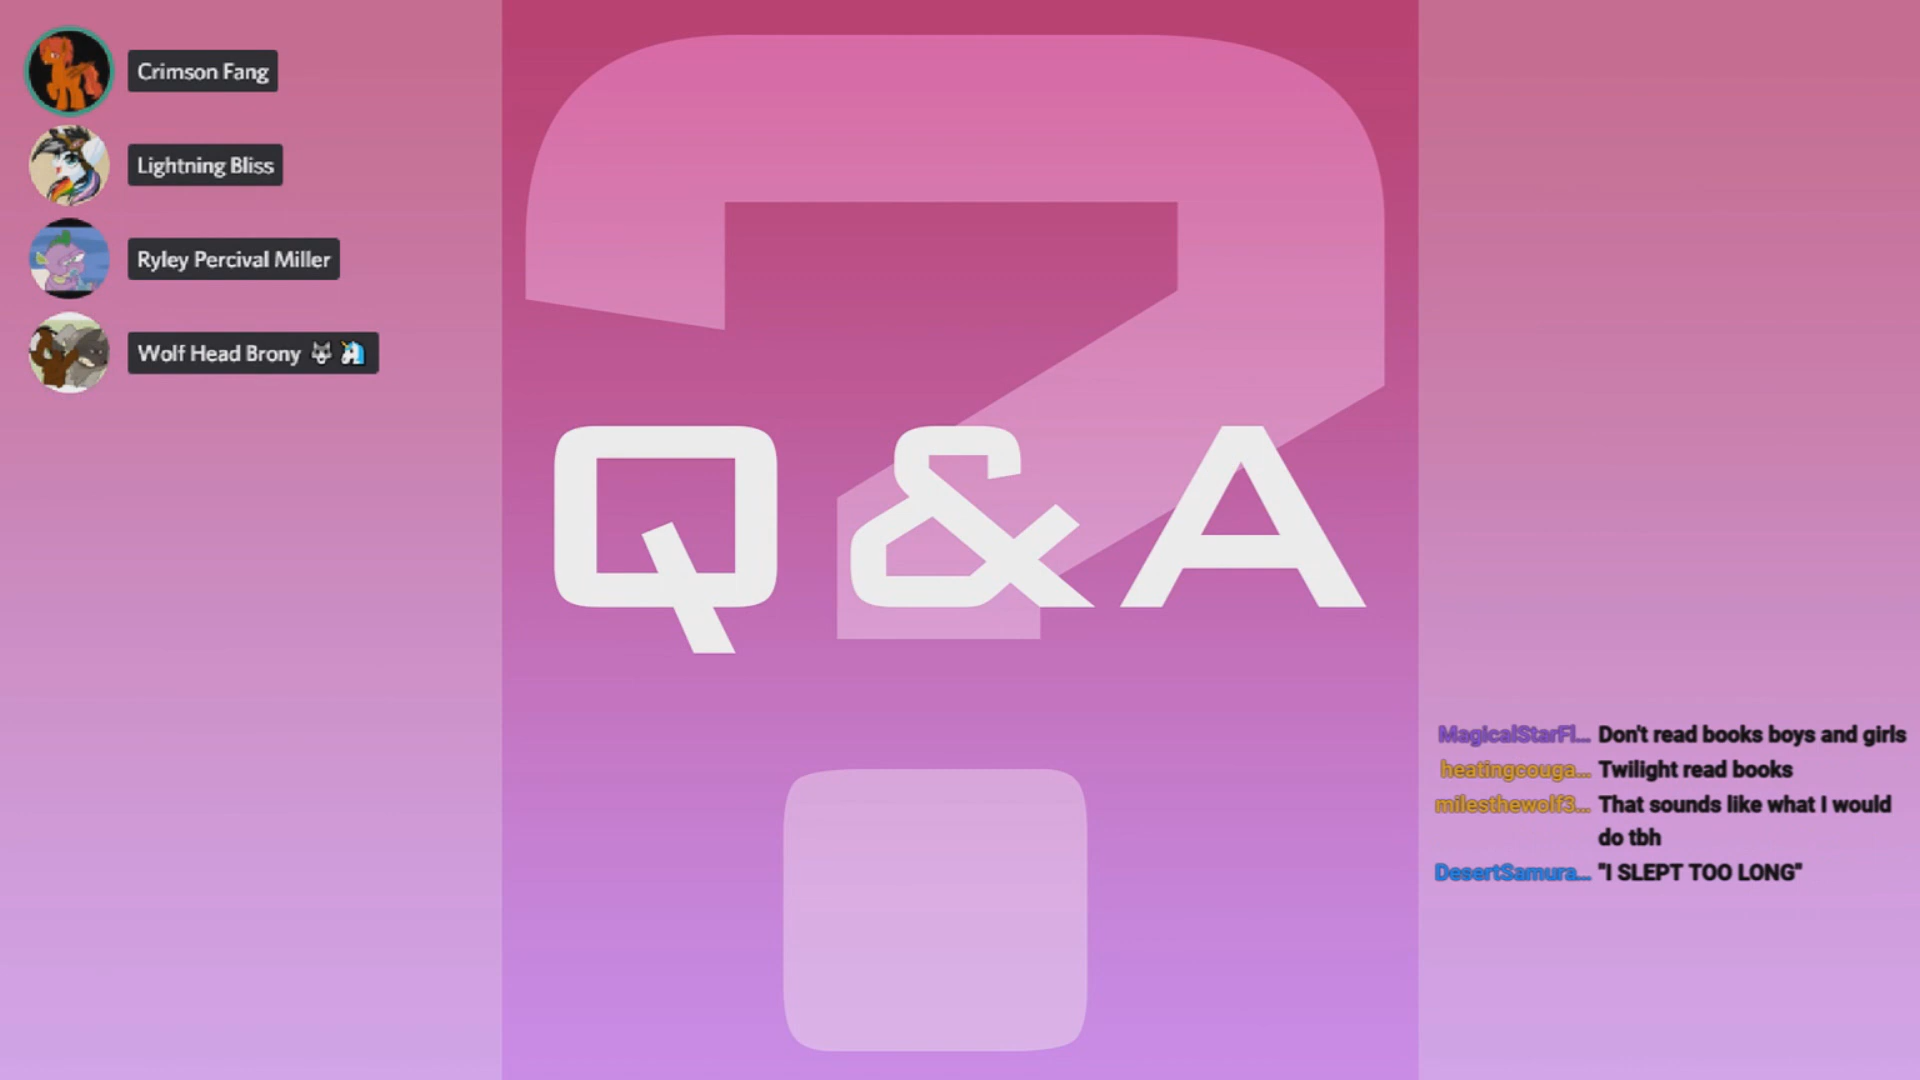 Crimson Fang
Lightning Bliss
Ryley Percival Miller
Wolf Head Brony 🐺 🦄
Q & A
MagicalStarFl... Don't read books boys and girls
heatingcouga... Twilight read books
milesthewolf3... That sounds like what I would
do tbh
DesertSamura... "I SLEPT TOO LONG"